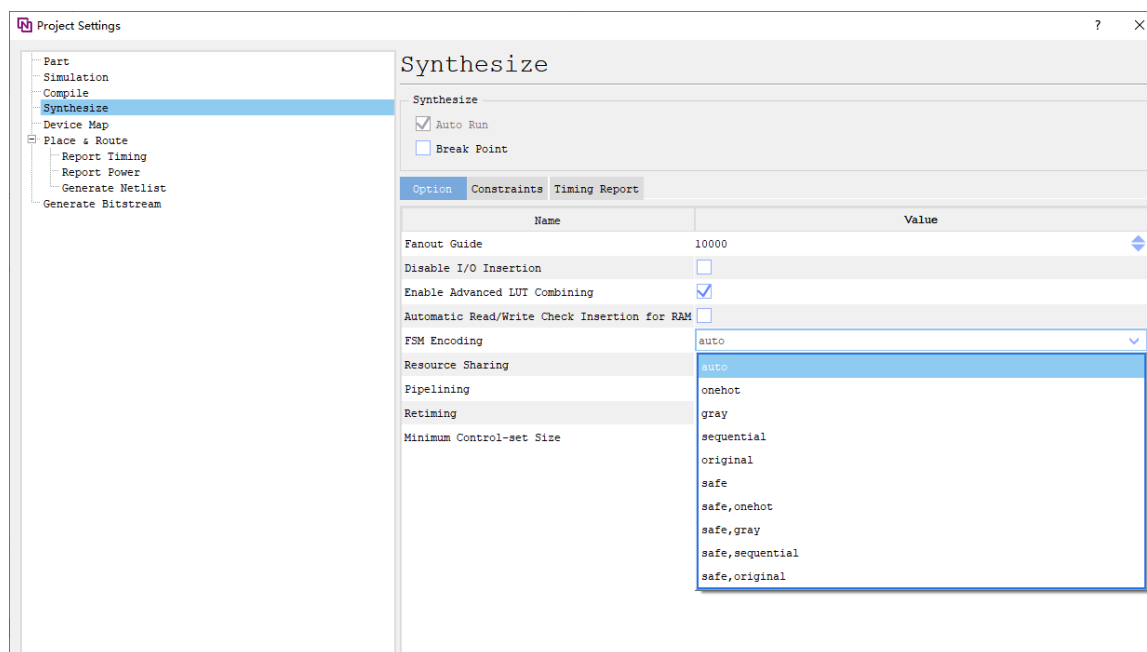 Project Settings
?
Part
Simulation
Compile
Synthesize
Device Map
Place & Route
Report Timing
Report Power
Generate Netlist
Generate Bitstream
Synthesize
Synthesize
Auto Run
Break Point
Option Constraints Timing Report
Name Value
Fanout Guide 10000
Disable I/O Insertion
Enable Advanced LUT Combining
Automatic Read/Write Check Insertion for RAM
FSM Encoding auto
Resource Sharing
Pipelining
Retiming
Minimum Control-set Size
auto
onehot
gray
sequential
original
safe
safe,onehot
safe,gray
safe,sequential
safe,original